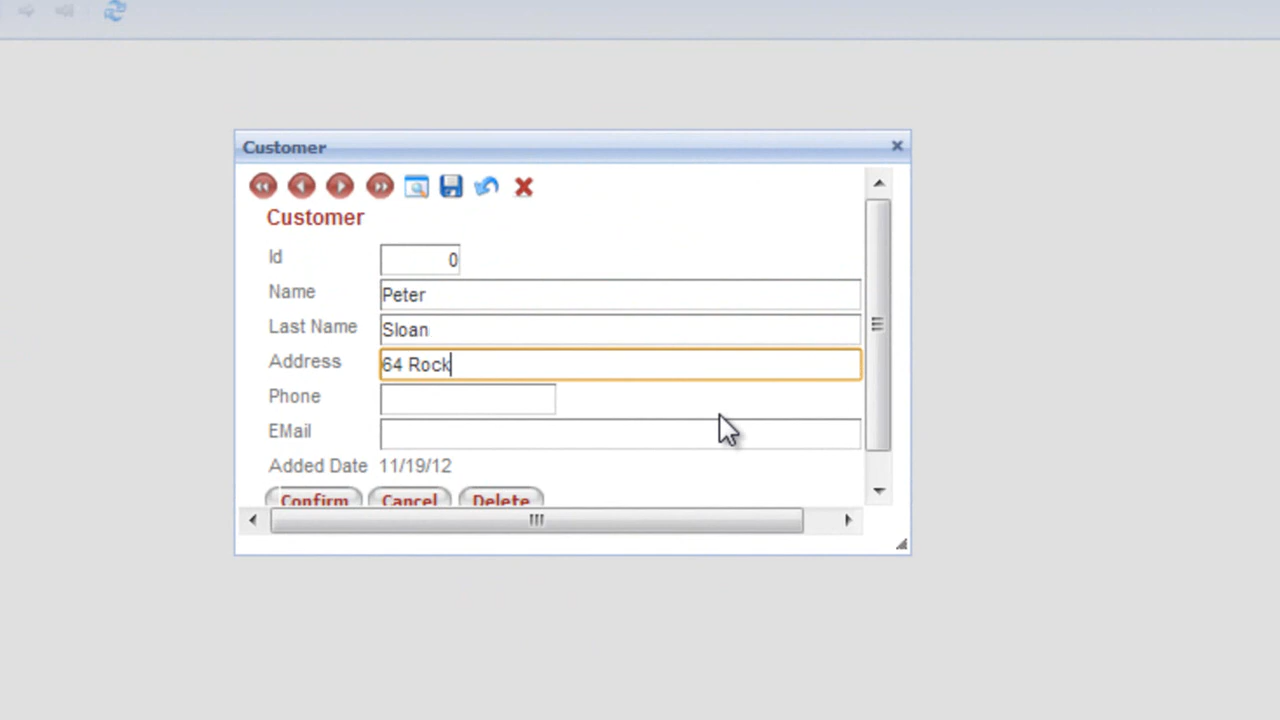 Customer
Customer
Id 0
Name Peter
Last Name Sloan
Address 64 Rock
Phone
EMail
Added Date 11/19/12
Confirm Cancel Delete